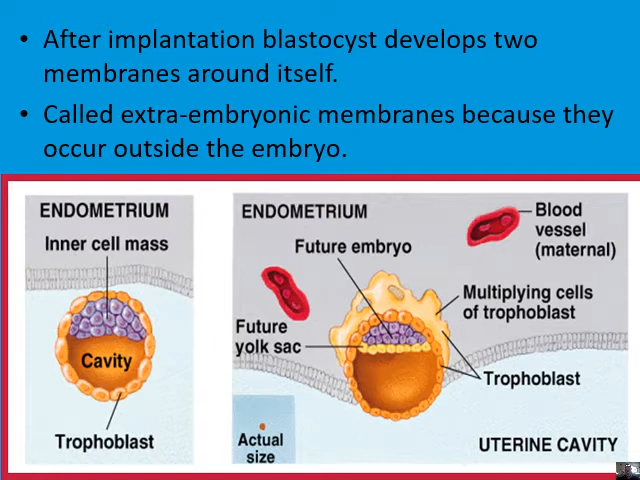 • After implantation blastocyst develops two
membranes around itself.
• Called extra-embryonic membranes because they
occur outside the embryo.
ENDOMETRIUM
Inner cell mass
Cavity
Trophoblast
ENDOMETRIUM
Blood
vessel
(maternal)
Future embryo
Multiplying cells
of trophoblast
Future
yolk sac
Trophoblast
Actual
size
UTERINE CAVITY